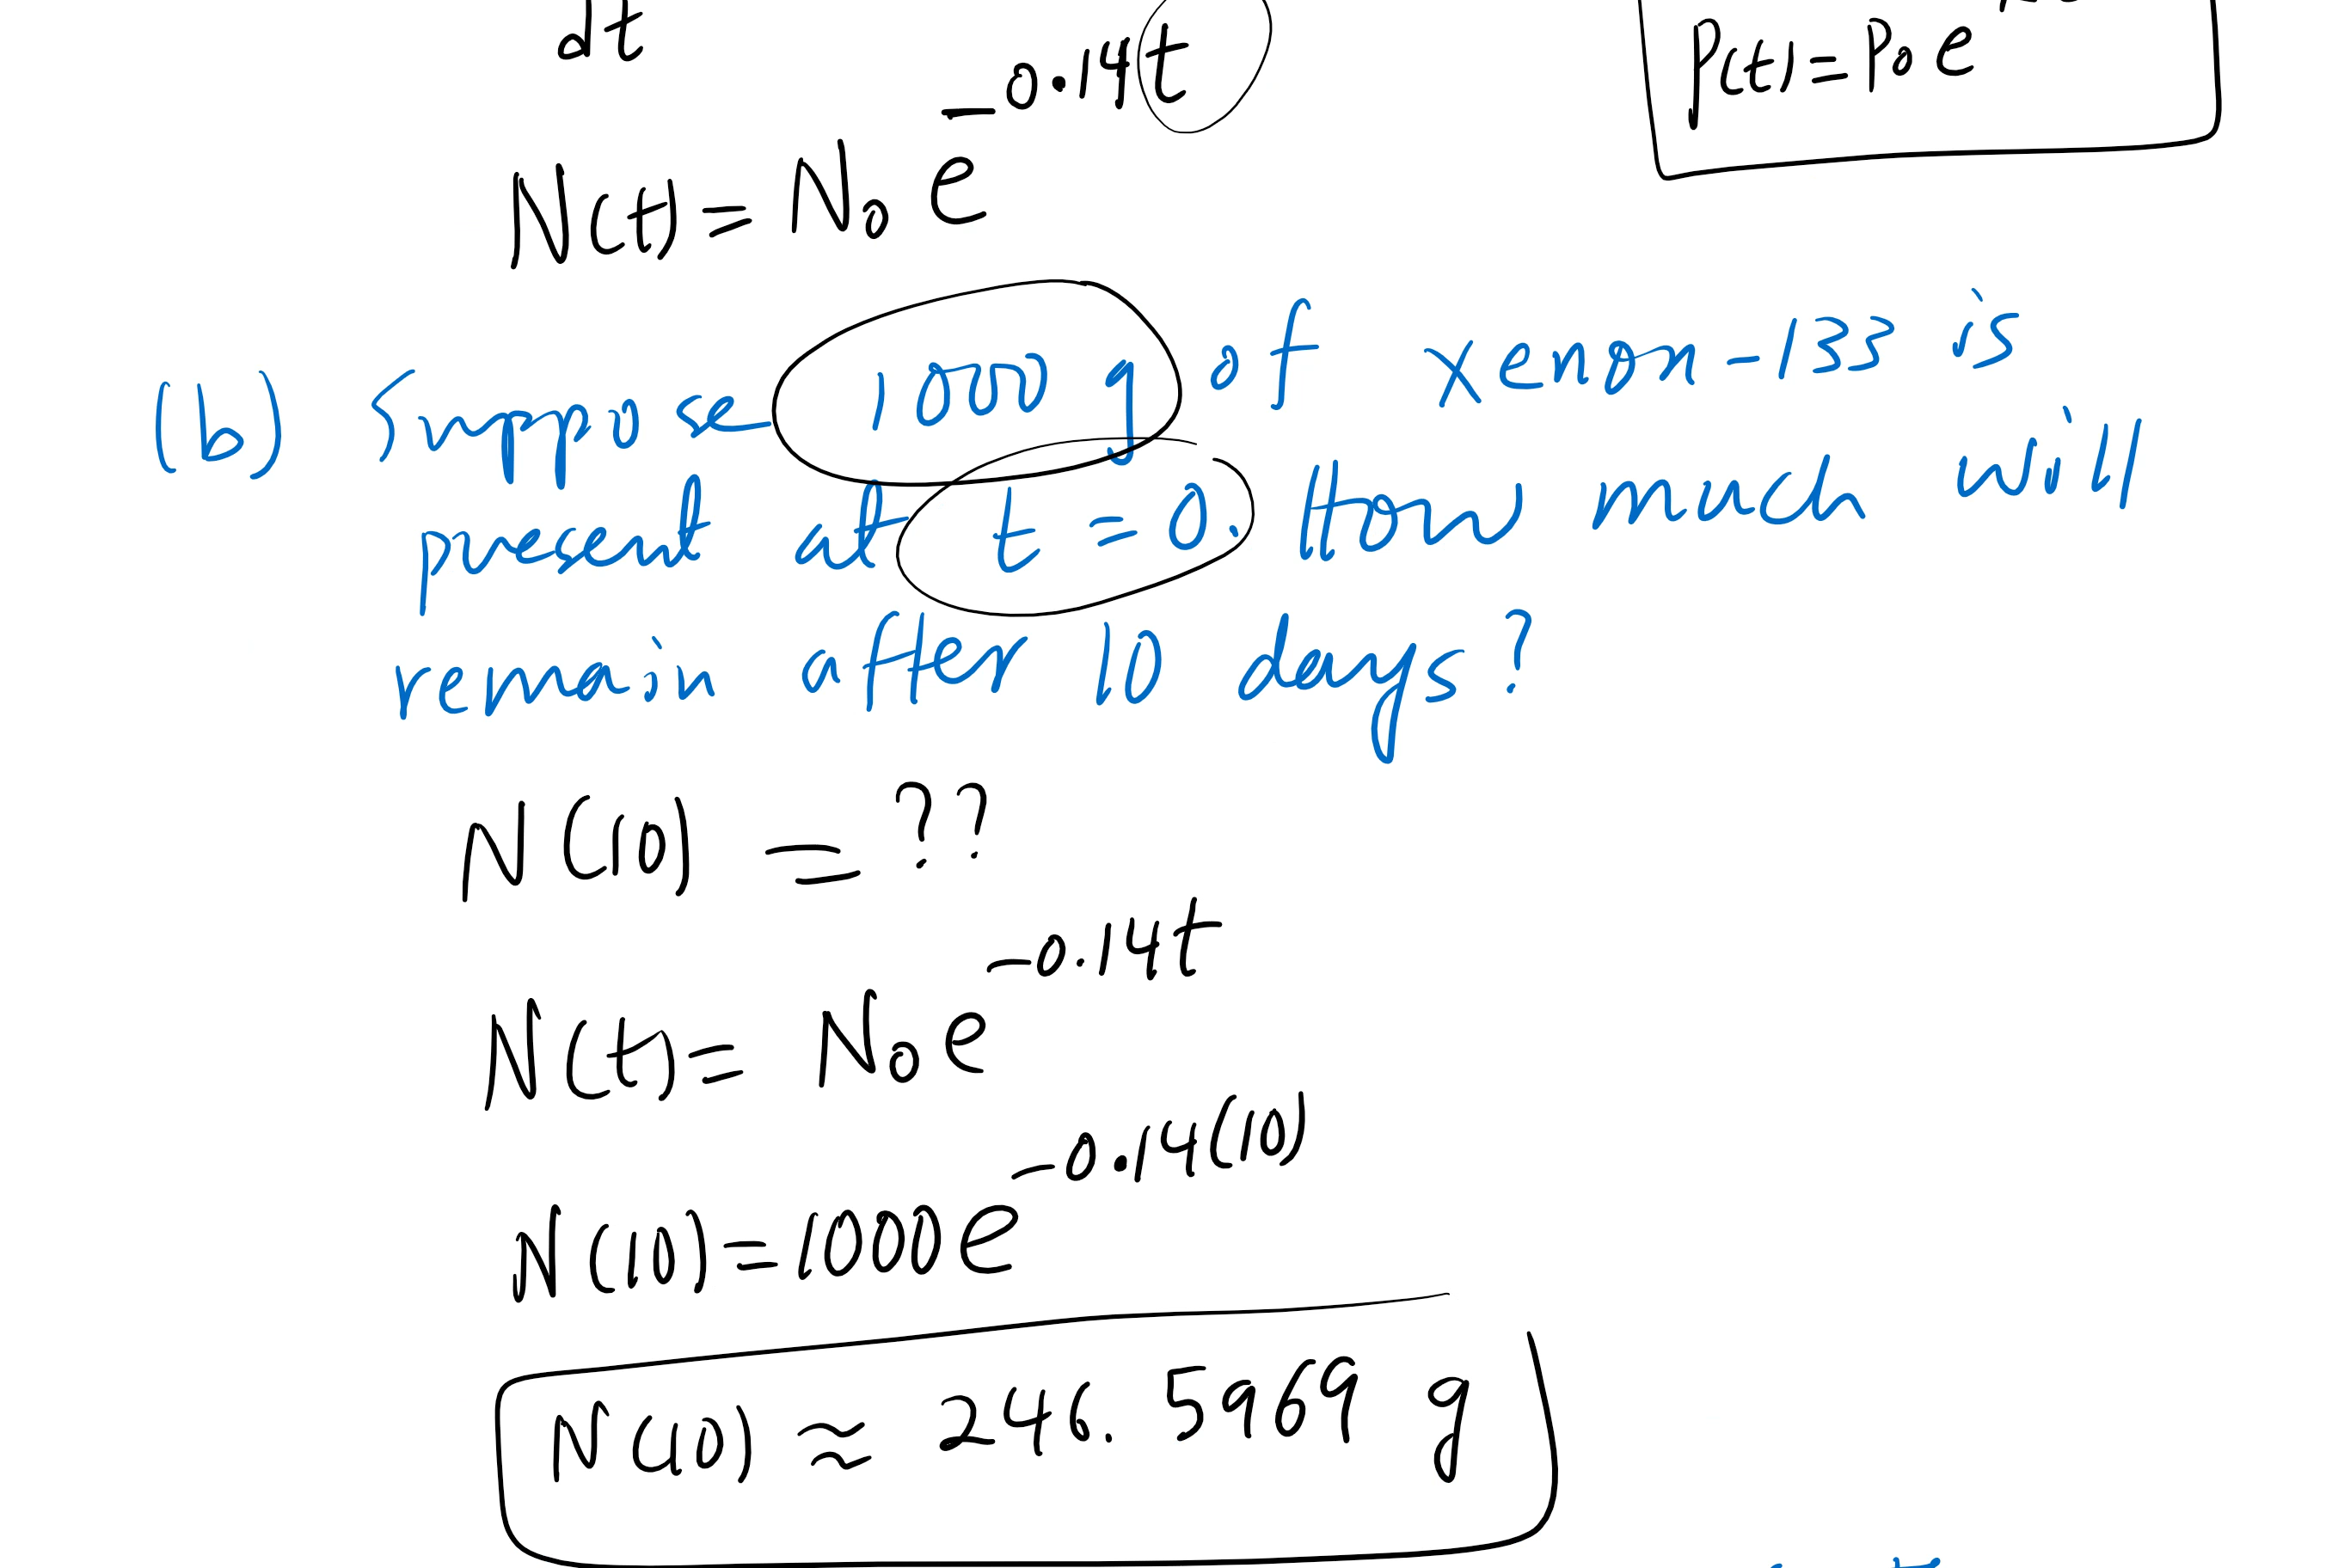 dt
N(t) = N₀ e^-0.14t
P(t) = P₀ e
(b) Suppose 1000 g of xenon-133 is
present at t = 0. How much will
remain after 10 days?
N(10) = ??
N(t) = N₀ e^-0.14t
N(10) = 1000 e^-0.14(10)
N(10) ≈ 246.5969 g